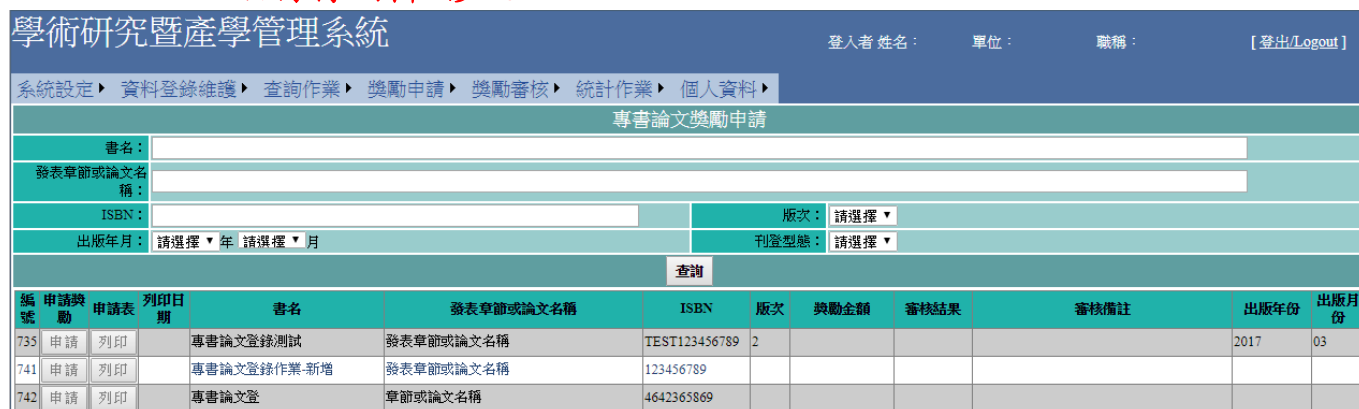 學術研究暨產學管理系統
登入者 姓名： 單位： 職稱： [ 登出/Logout ]
系統設定 資料登錄維護 查詢作業 獎勵申請 獎勵審核 統計作業 個人資料
專書論文獎勵申請
書名：
發表章節或論文名
稱：
ISBN： 版次： 請選擇
出版年月： 請選擇 年 請選擇 月 刊登型態： 請選擇
查詢
編號 申請獎勵 申請表 列印日期 書名 發表章節或論文名稱 ISBN 版次 獎勵金額 審核結果 審核備註 出版年份 出版月份
735 申請 列印 專書論文登錄測試 發表章節或論文名稱 TEST123456789 2 2017 03
741 申請 列印 專書論文登錄作業-新增 發表章節或論文名稱 123456789
742 申請 列印 專書論文登 章節或論文名稱 4642365869